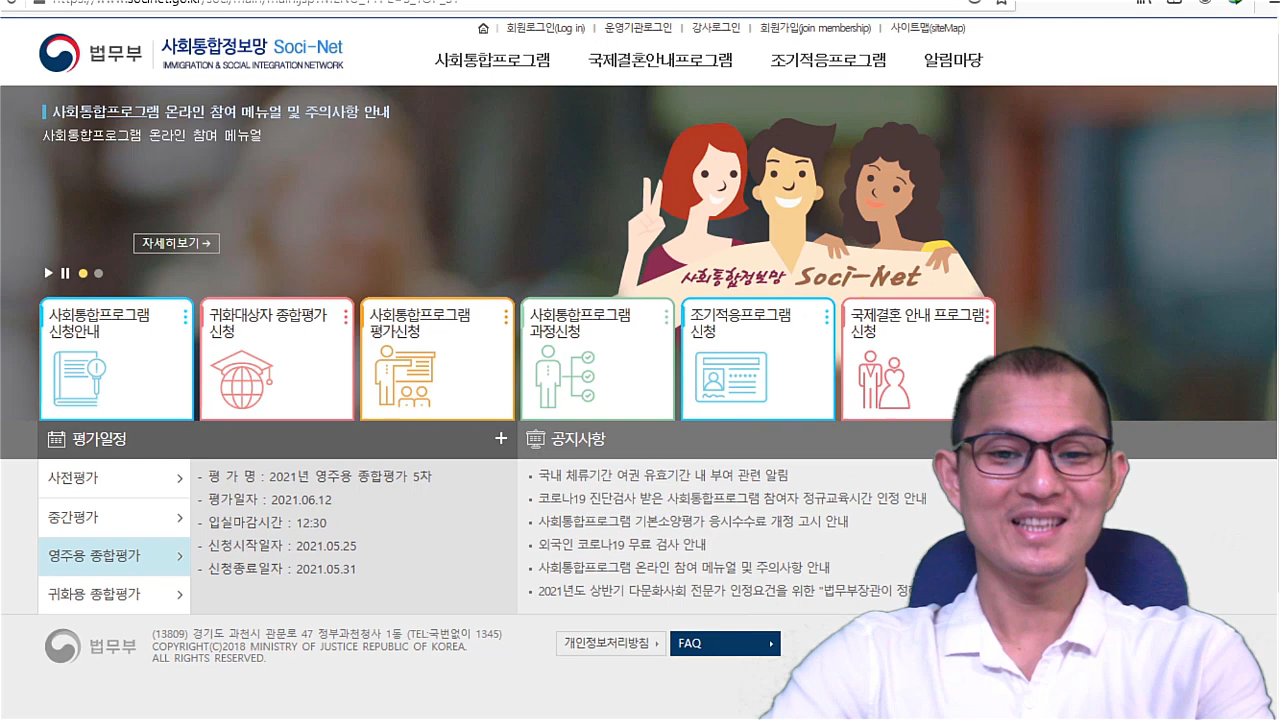 회원로그인(Log in) | 운영기관로그인 | 강사로그인 | 회원가입(join membership) | 사이트맵(siteMap)
법무부 사회통합정보망 Soci-Net
IMMIGRATION & SOCIAL INTEGRATION NETWORK
사회통합프로그램 국제결혼안내프로그램 조기적응프로그램 알림마당
사회통합프로그램 온라인 참여 메뉴얼 및 주의사항 안내
사회통합프로그램 온라인 참여 메뉴얼
자세히보기 →
사회통합정보망 Soci-Net
사회통합프로그램
신청안내
귀화대상자 종합평가
신청
사회통합프로그램
평가신청
사회통합프로그램
과정신청
조기적응프로그램
신청
국제결혼 안내 프로그램
신청
평가일정 +
사전평가
중간평가
영주용 종합평가
귀화용 종합평가
- 평 가 명 : 2021년 영주용 종합평가 5차
- 평가일자 : 2021.06.12
- 입실마감시간 : 12:30
- 신청시작일자 : 2021.05.25
- 신청종료일자 : 2021.05.31
공지사항
국내 체류기간 여권 유효기간 내 부여 관련 알림
코로나19 진단검사 받은 사회통합프로그램 참여자 정규교육시간 인정 안내
사회통합프로그램 기본소양평가 응시수수료 개정 고시 안내
외국인 코로나19 무료 검사 안내
사회통합프로그램 온라인 참여 메뉴얼 및 주의사항 안내
2021년도 상반기 다문화사회 전문가 인정요건을 위한 "법무부장관이
법무부
(13809) 경기도 과천시 관문로 47 정부과천청사 1동 (TEL:국번없이 1345)
COPYRIGHT(C)2018 MINISTRY OF JUSTICE REPUBLIC OF KOREA.
ALL RIGHTS RESERVED.
개인정보처리방침
FAQ